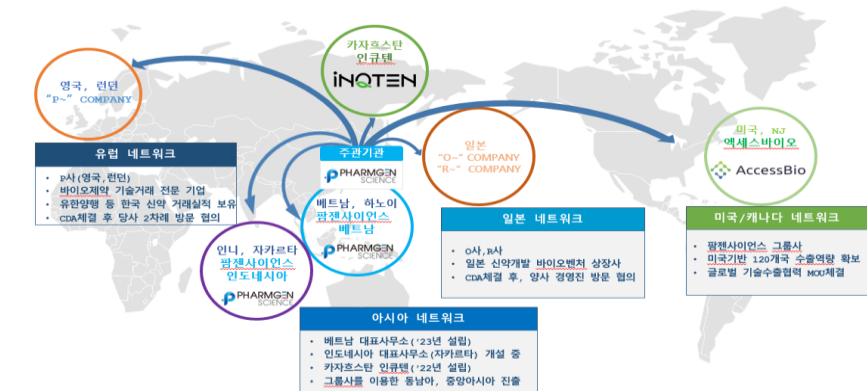 카자흐스탄
인큐텐
iNQTEN
영국, 런던
"P~" COMPANY
유럽 네트워크
• P사(영국,런던)
• 바이오제약 기술거래 전문 기업
• 유한양행 등 한국 신약 거래실적 보유
• CDA체결 후 당사 2차례 방문 협의
주관기관
PHARMGEN
SCIENCE
일본
"O~" COMPANY
"R~" COMPANY
미국, NJ
엑세스바이오
AccessBio
베트남, 하노이
팜젠사이언스
베트남
PHARMGEN
SCIENCE
인니, 자카르타
팜젠사이언스
인도네시아
PHARMGEN
SCIENCE
일본 네트워크
• O사,R사
• 일본 신약개발 바이오벤처 상장사
• CDA체결 후, 양사 경영진 방문 협의
미국/캐나다 네트워크
• 팜젠사이언스 그룹사
• 미국기반 120개국 수출역량 확보
• 글로벌 기술수출협력 MOU체결
아시아 네트워크
• 베트남 대표사무소('23년 설립)
• 인도네시아 대표사무소(자카르타) 개설 중
• 카자흐스탄 인큐텐('22년 설립)
• 그룹사를 이용한 동남아, 중앙아시아 진출